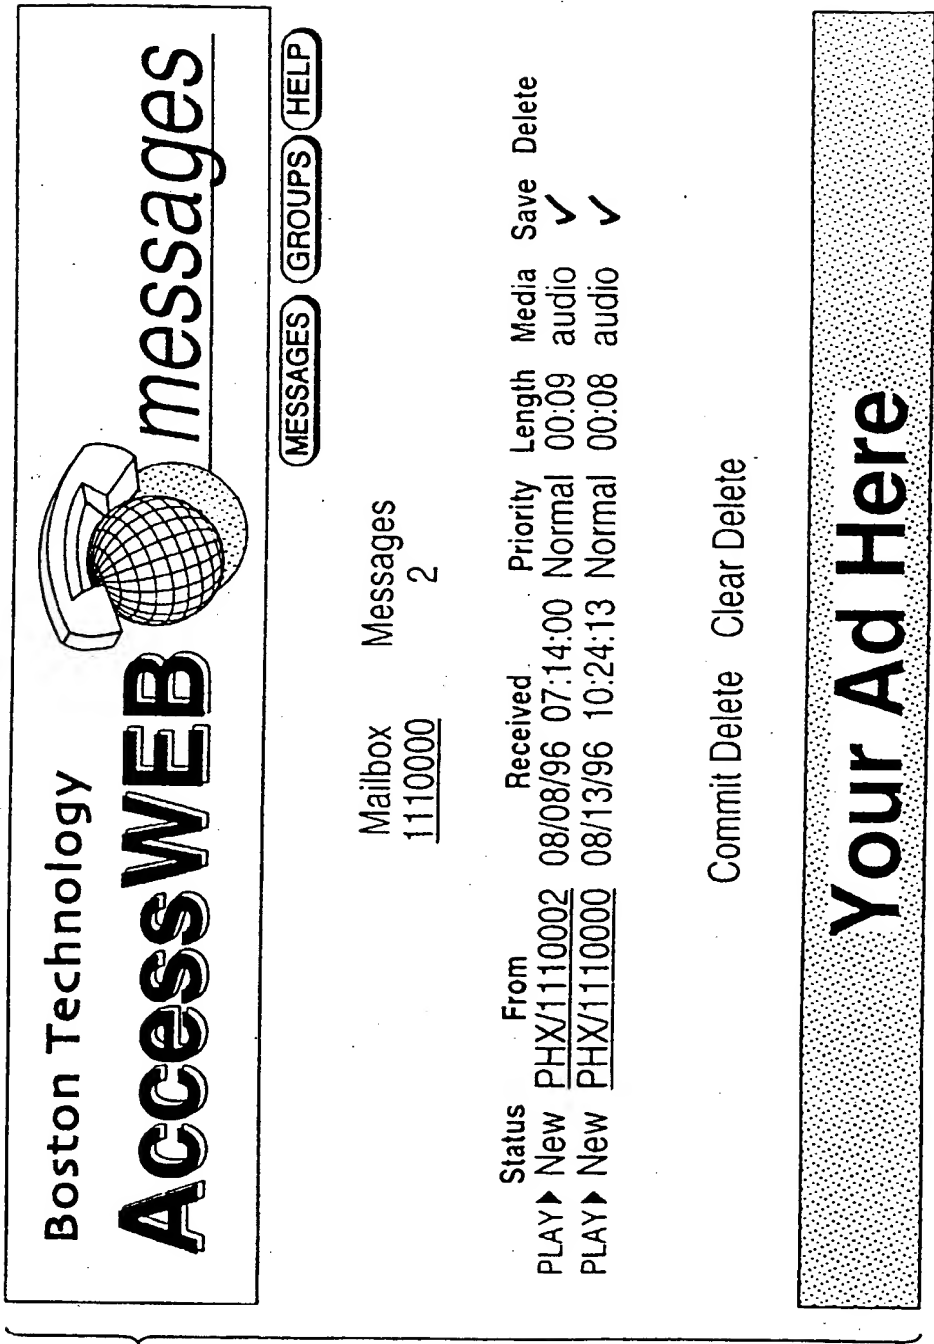 Boston Technology
AccessWEB messages
MESSAGES GROUPS HELP
Mailbox Messages
1110000 2
Status From Received Priority Length Media Save Delete
PLAY New PHX/1110002 08/08/96 07:14:00 Normal 00:09 audio ✓
PLAY New PHX/1110000 08/13/96 10:24:13 Normal 00:08 audio ✓
Commit Delete Clear Delete
Your Ad Here